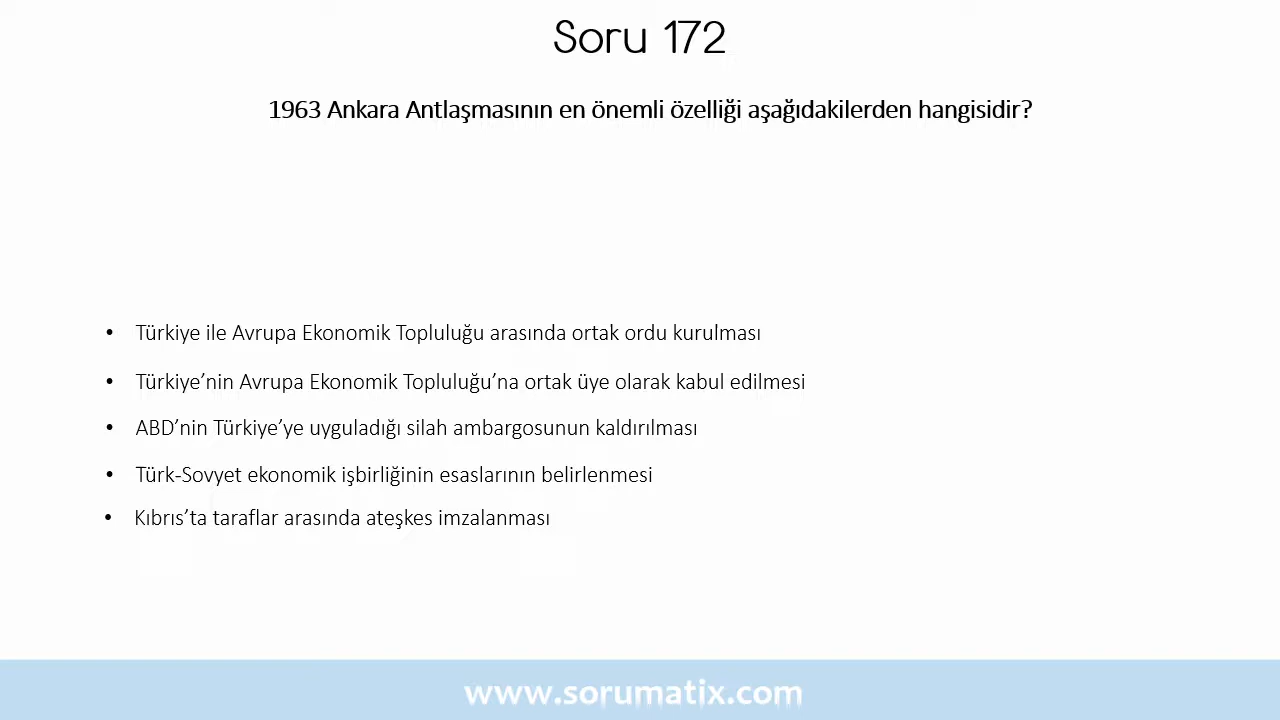 Soru 172
1963 Ankara Antlaşmasının en önemli özelliği aşağıdakilerden hangisidir?
• Türkiye ile Avrupa Ekonomik Topluluğu arasında ortak ordu kurulması
• Türkiye’nin Avrupa Ekonomik Topluluğu’na ortak üye olarak kabul edilmesi
• ABD’nin Türkiye’ye uyguladığı silah ambargosunun kaldırılması
• Türk-Sovyet ekonomik işbirliğinin esaslarının belirlenmesi
• Kıbrıs’ta taraflar arasında ateşkes imzalanması
www.sorumatix.com